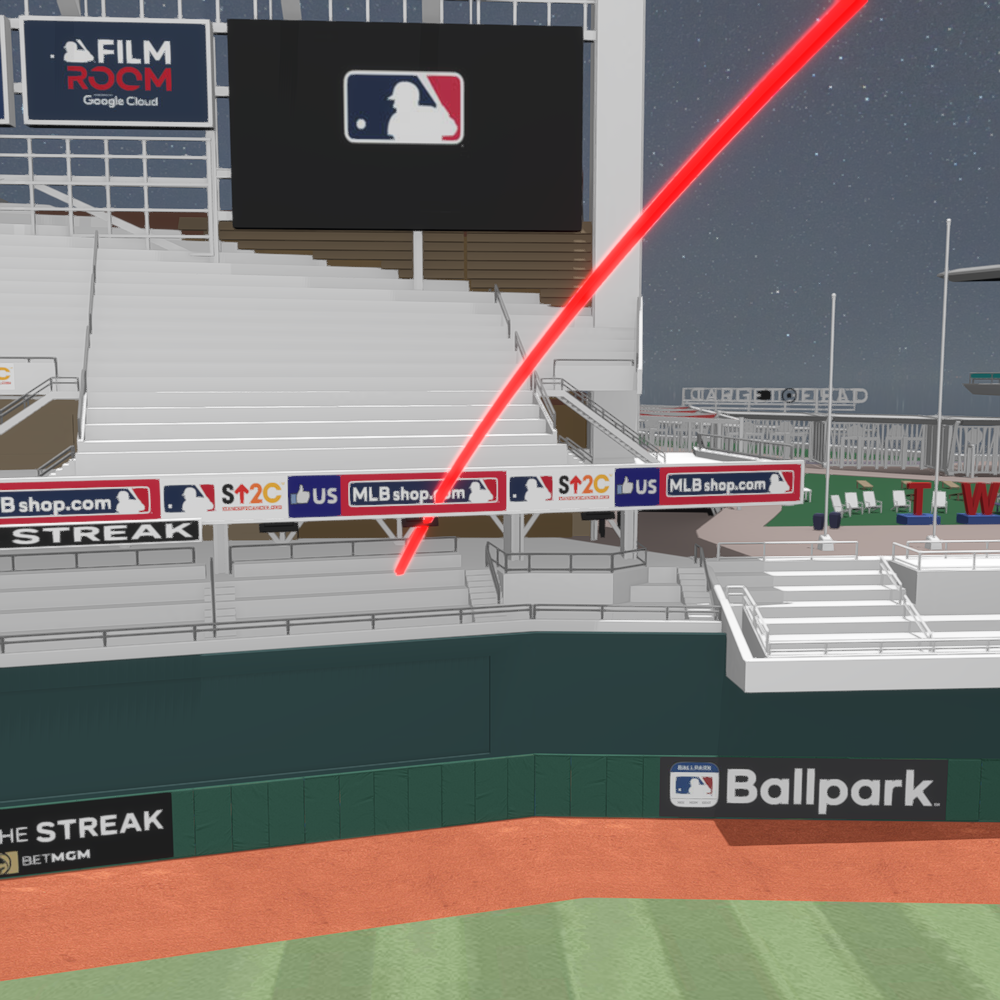 FILM
ROOM
Google Cloud
C
B shop.com
S↑2C
US
MLB shop.com
S↑2C
US
MLB shop.com
STREAK
T W
HE STREAK
BETMGM
BALLPARK
Ballpark